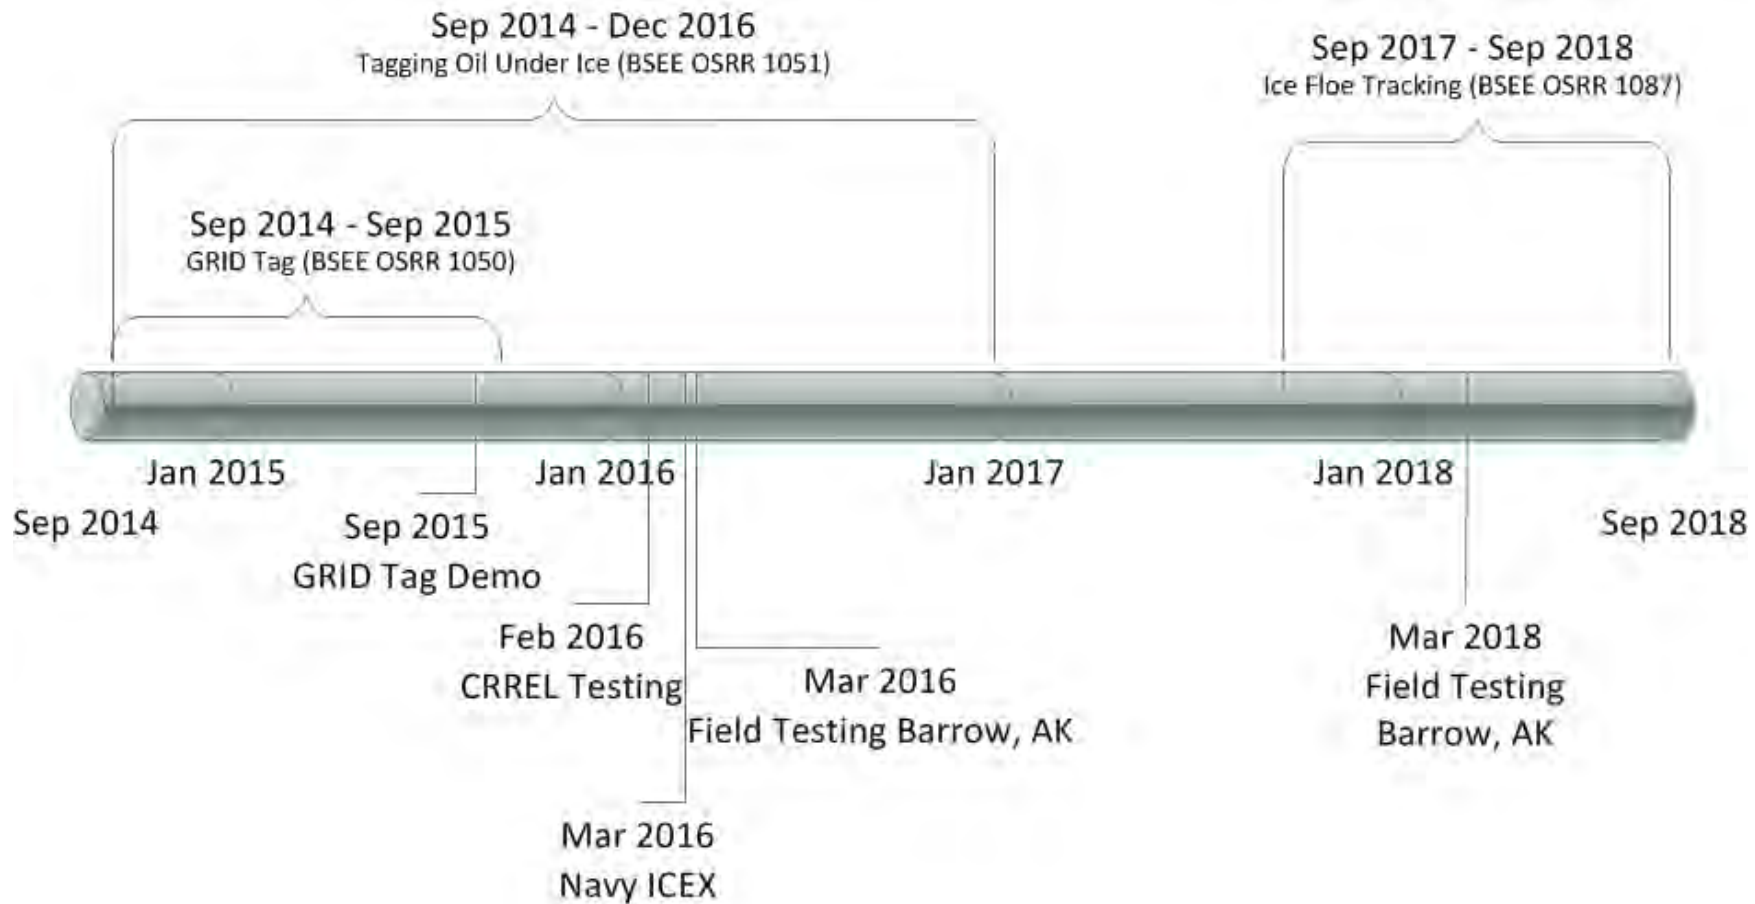 Sep 2014 - Dec 2016
Tagging Oil Under Ice (BSEE OSRR 1051)
Sep 2017 - Sep 2018
Ice Floe Tracking (BSEE OSRR 1087)
Sep 2014 - Sep 2015
GRID Tag (BSEE OSRR 1050)
Jan 2015
Jan 2016
Jan 2017
Jan 2018
Sep 2014
Sep 2018
Sep 2015
GRID Tag Demo
Feb 2016
CRREL Testing
Mar 2016
Field Testing Barrow, AK
Mar 2018
Field Testing
Barrow, AK
Mar 2016
Navy ICEX